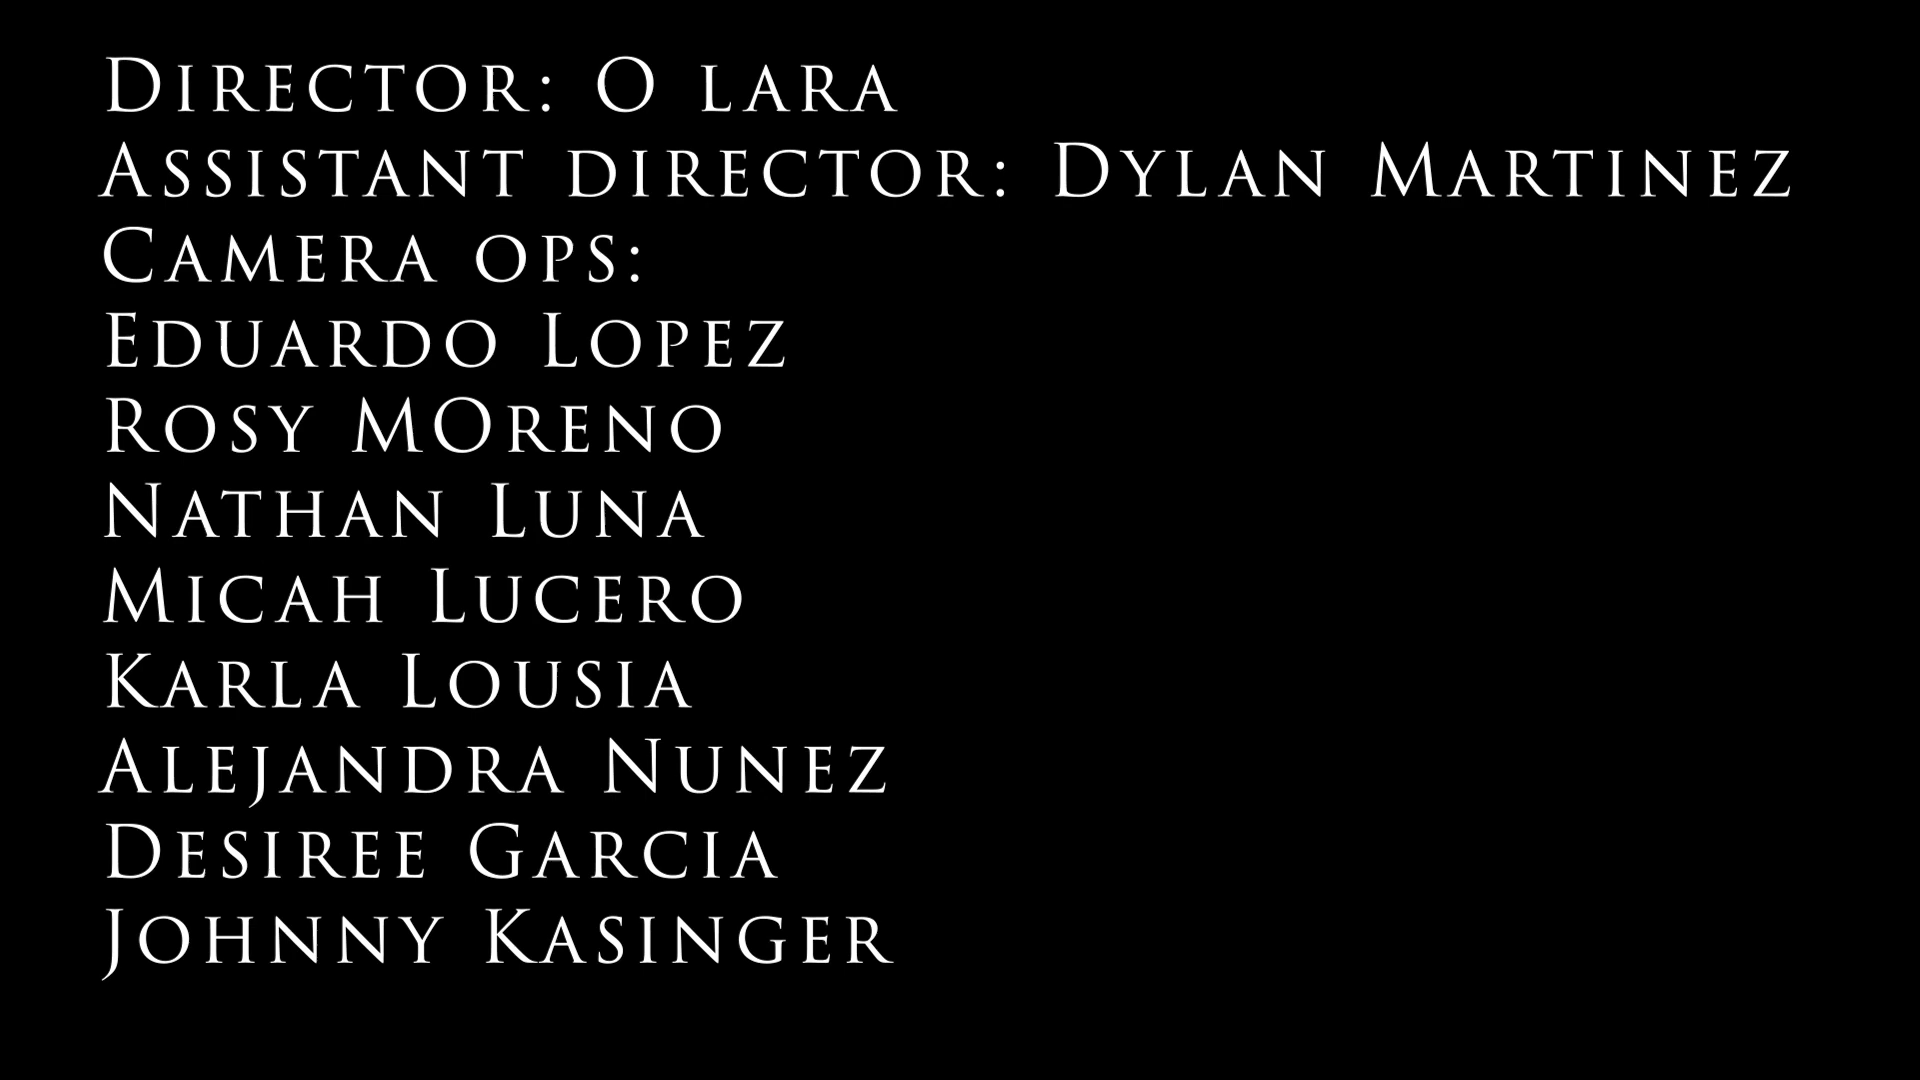 Director: O lara
Assistant director: Dylan Martinez
Camera ops:
Eduardo Lopez
Rosy MOreno
Nathan Luna
Micah Lucero
Karla Lousia
Alejandra Nunez
Desiree Garcia
Johnny Kasinger